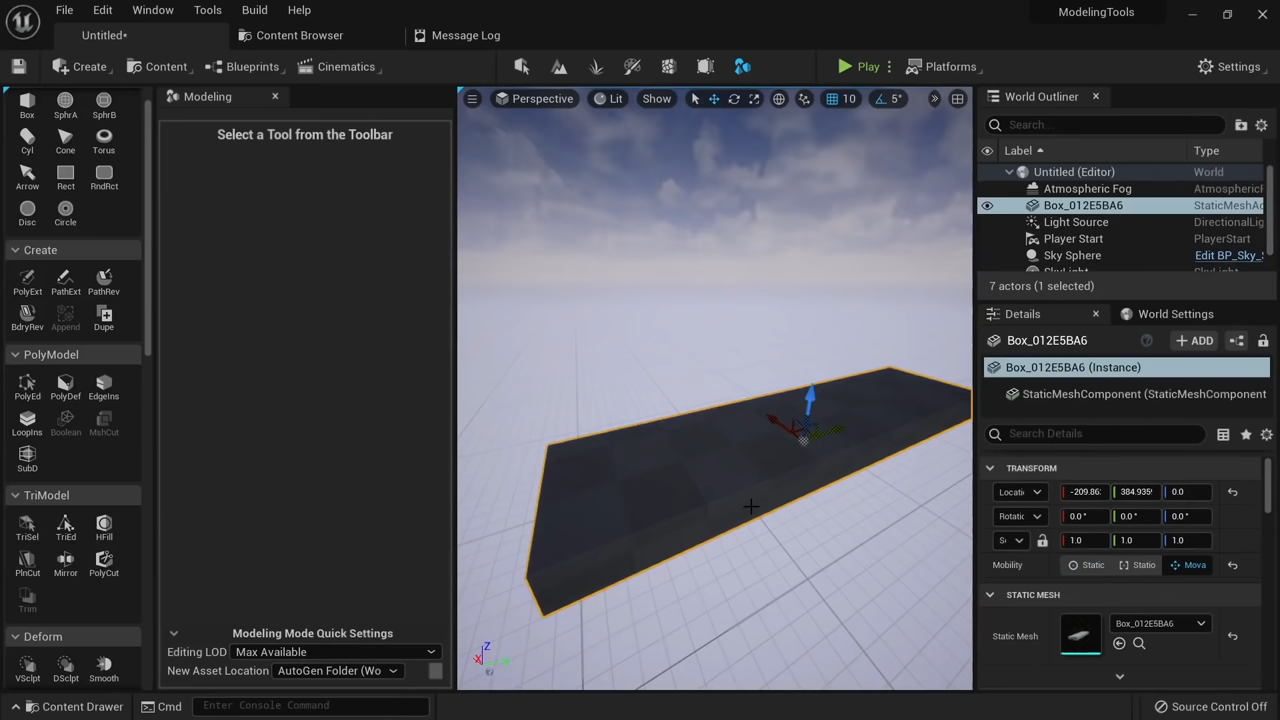 File Edit Window Tools Build Help
ModelingTools
Untitled*
Content Browser
Message Log
Create
Content
Blueprints
Cinematics
Play
Platforms
Settings
Box SphrA SphrB
Cyl Cone Torus
Arrow Rect RndRct
Disc Circle
Create
PolyExt PathExt PathRev
BdryRev Append Dupe
PolyModel
PolyEd PolyDef EdgeIns
LoopIns Boolean MshCut
SubD
TriModel
TriSel TriEd HFill
PlnCut Mirror PolyCut
Trim
Deform
VSclpt DSclpt Smooth
Modeling
Select a Tool from the Toolbar
Modeling Mode Quick Settings
Editing LOD Max Available
New Asset Location AutoGen Folder (Wo
Perspective Lit Show 10 5°
Z
X
World Outliner
Search...
Label Type
Untitled (Editor) World
Atmospheric Fog Atmospheric
Box_012E5BA6 StaticMeshAc
Light Source DirectionalLig
Player Start PlayerStart
Sky Sphere Edit BP_Sky_
7 actors (1 selected)
Details
World Settings
Box_012E5BA6
ADD
Box_012E5BA6 (Instance)
StaticMeshComponent (StaticMeshComponent
Search Details
TRANSFORM
Locati -209.86 384.935 0.0
Rotati 0.0 ° 0.0 ° 0.0 °
1.0 1.0 1.0
Mobility Static Statio Mova
STATIC MESH
Static Mesh
Box_012E5BA6
Content Drawer
Cmd
Enter Console Command
Source Control Off